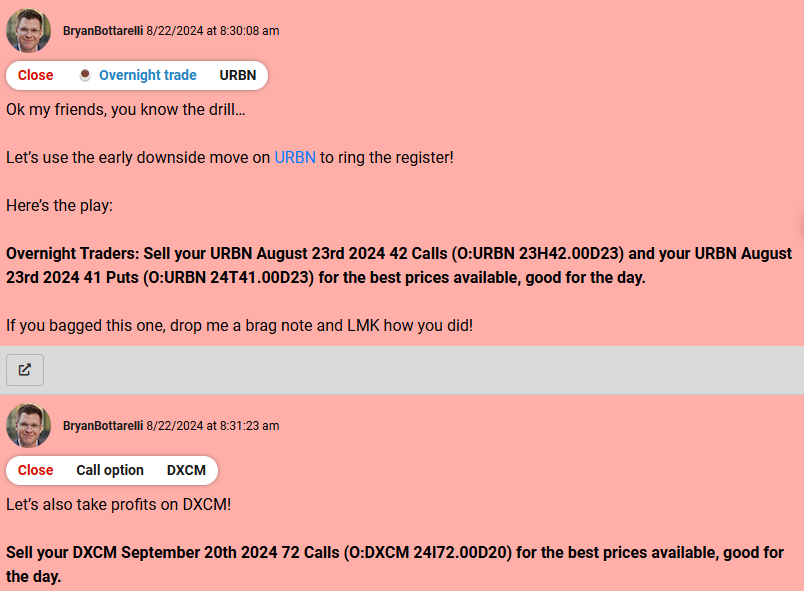 BryanBottarelli 8/22/2024 at 8:30:08 am
Close Overnight trade URBN
Ok my friends, you know the drill…
Let’s use the early downside move on URBN to ring the register!
Here’s the play:
Overnight Traders: Sell your URBN August 23rd 2024 42 Calls (O:URBN 23H42.00D23) and your URBN August
23rd 2024 41 Puts (O:URBN 24T41.00D23) for the best prices available, good for the day.
If you bagged this one, drop me a brag note and LMK how you did!
BryanBottarelli 8/22/2024 at 8:31:23 am
Close Call option DXCM
Let’s also take profits on DXCM!
Sell your DXCM September 20th 2024 72 Calls (O:DXCM 24I72.00D20) for the best prices available, good for
the day.